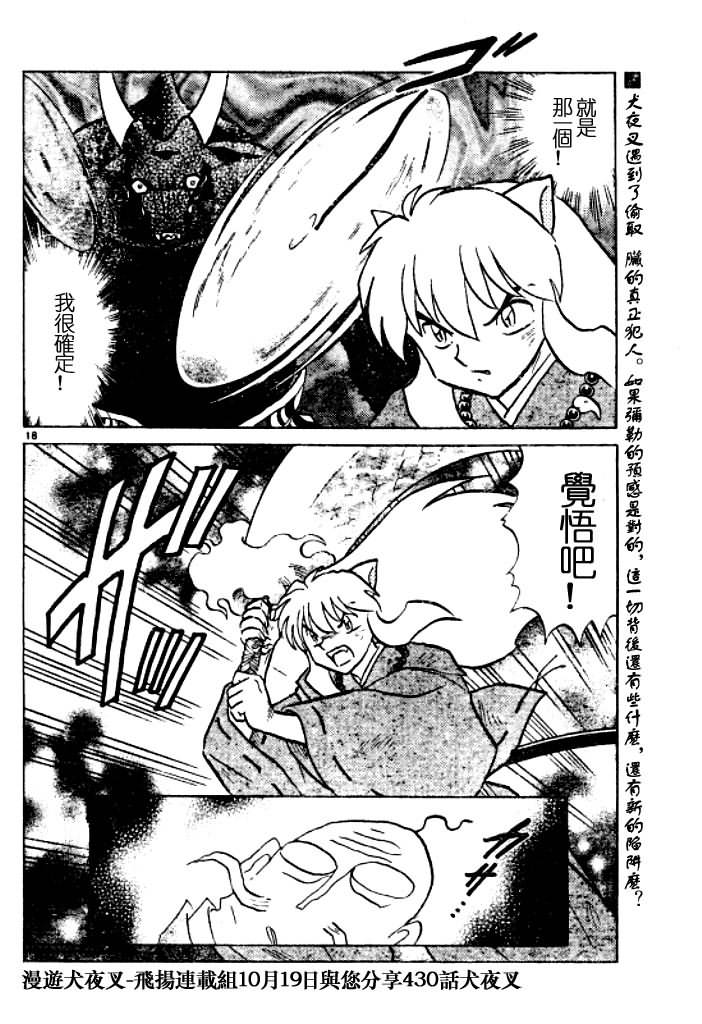 就是
那一個！
我很確定！
18
覺悟吧！
犬夜叉遇到了偷取 臟的真正犯人。如果彌勒的預感是對的，這一切背後還有些什麼，還有新的陷阱麼？
漫遊犬夜叉-飛揚連載組10月19日與您分享430話犬夜叉